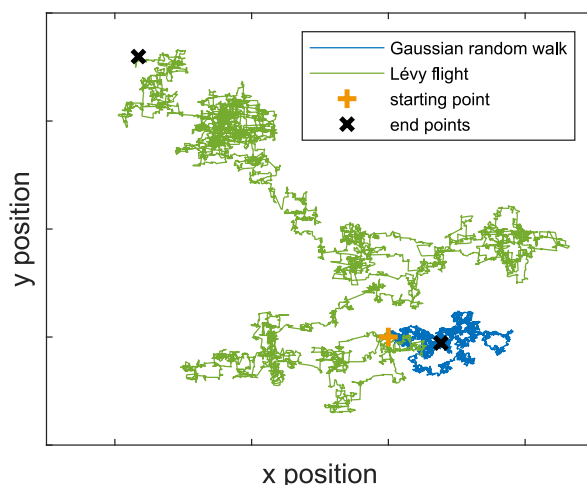 Gaussian random walk
Lévy flight
starting point
end points
y position
x position